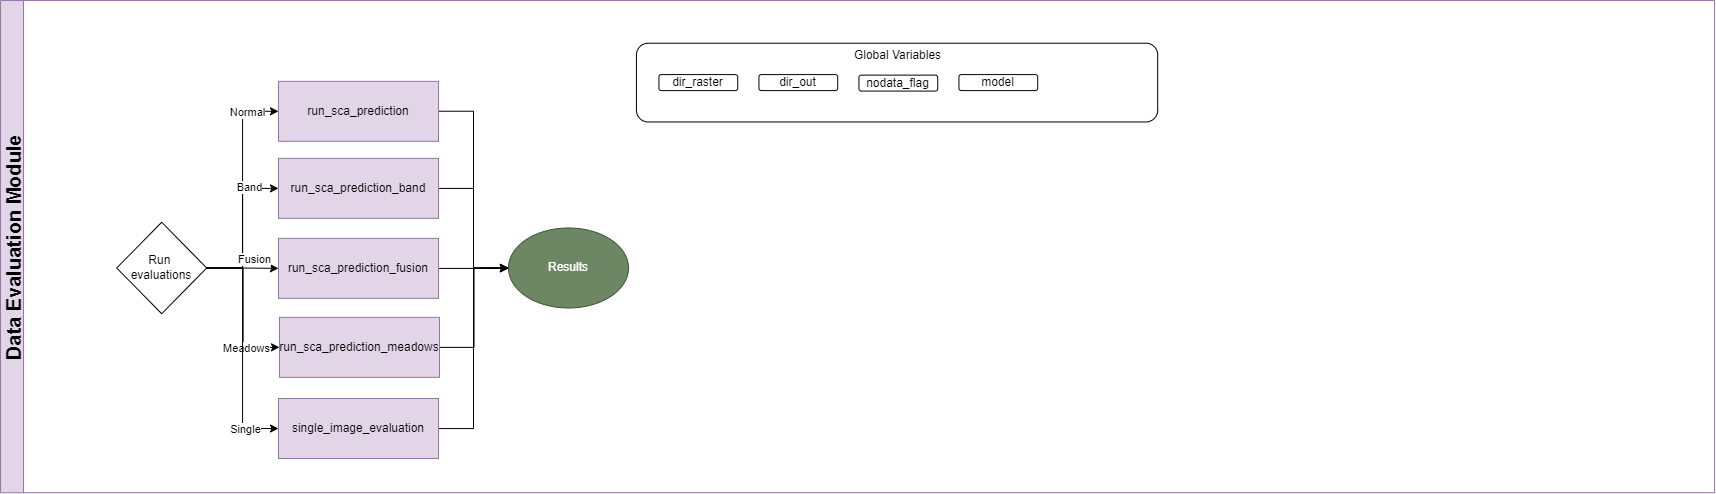 Data Evaluation Module
Global Variables
dir_raster
dir_out
nodata_flag
model
Normal
run_sca_prediction
Band
run_sca_prediction_band
Run
evaluations
Fusion
run_sca_prediction_fusion
Results
Meadows
run_sca_prediction_meadows
Single
single_image_evaluation